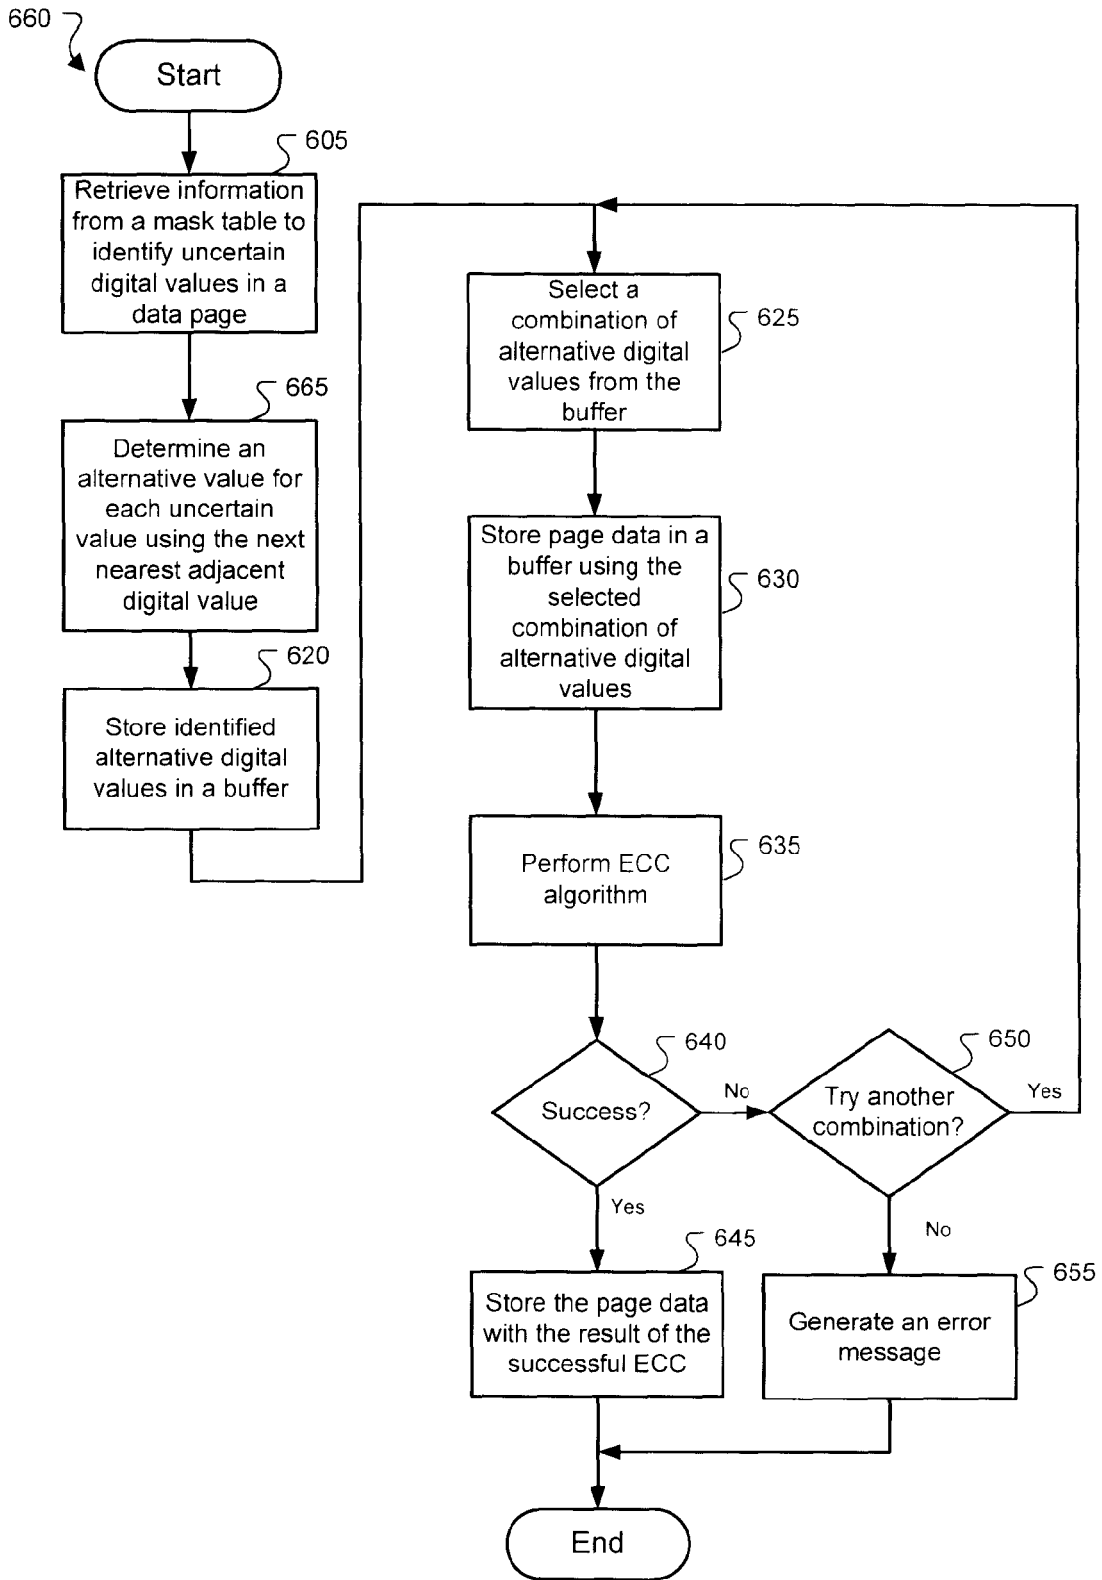 660
Start
605
Retrieve information
from a mask table to
identify uncertain
digital values in a
data page
665
Determine an
alternative value for
each uncertain
value using the next
nearest adjacent
digital value
620
Store identified
alternative digital
values in a buffer
625
Select a
combination of
alternative digital
values from the
buffer
630
Store page data in a
buffer using the
selected
combination of
alternative digital
values
635
Perform ECC
algorithm
640
Success?
No
650
Try another
combination?
Yes
Yes
No
645
Store the page data
with the result of the
successful ECC
655
Generate an error
message
End